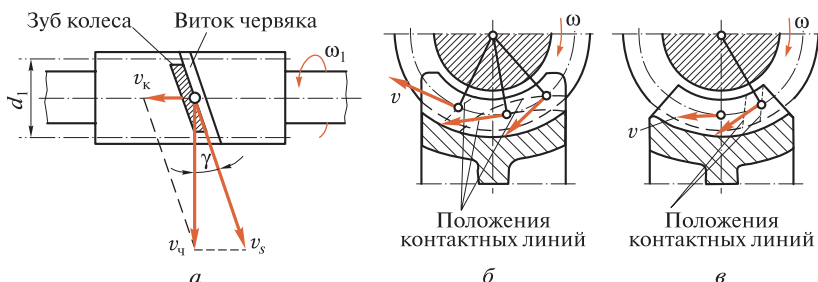 Зуб колеса Виток червяка
ω₁
ω
ω
d₁
vк
v
v
γ
vч
vs
Положения
контактных линий
Положения
контактных линий
а
б
в